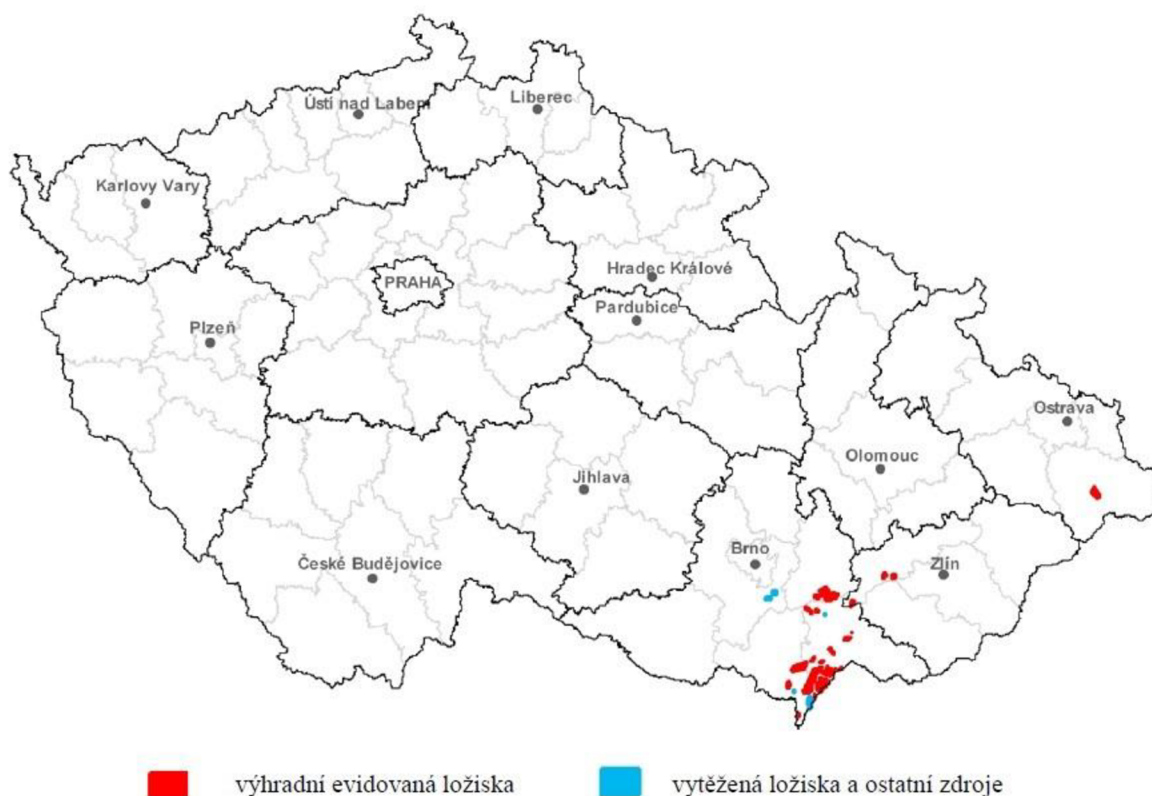 Ústí nad Labem
Liberec
Karlovy Vary
PRAHA
Hradec Králové
Pardubice
Plzeň
Ostrava
Olomouc
Jihlava
Brno
České Budějovice
Zlín
výhradní evidovaná ložiska
vytěžená ložiska a ostatní zdroje